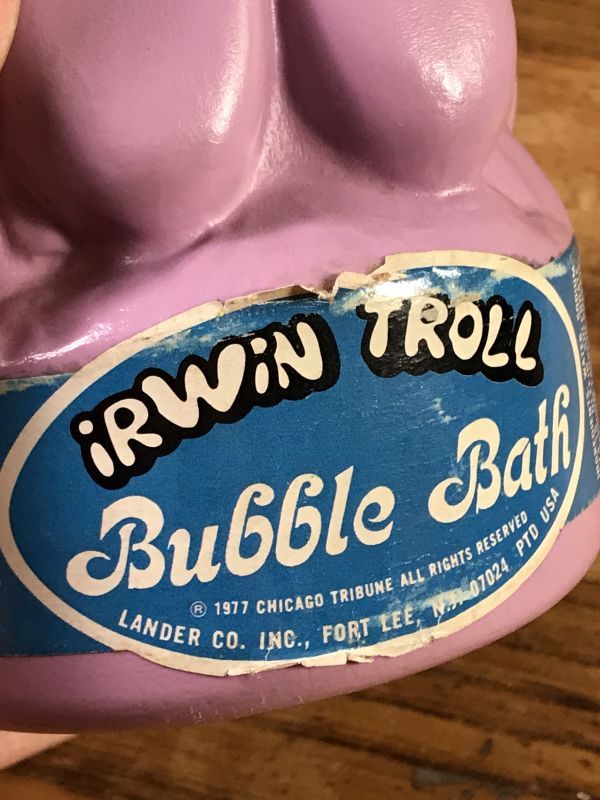 iRWiN TROLL
Bubble Bath
® 1977 CHICAGO TRIBUNE ALL RIGHTS RESERVED
LANDER CO. INC., FORT LEE, N.J. 07024 PTD USA